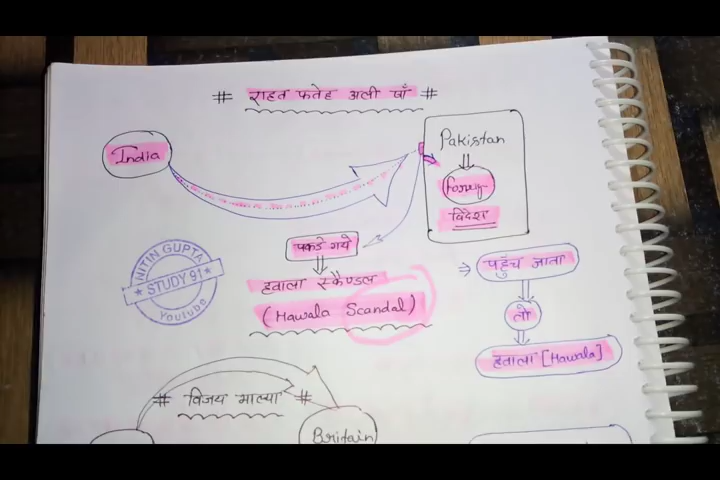 # राहत फतेह अली खाँ #
India
Pakistan
विदेश
पकड़े गये
हवाला स्कैण्डल
(Hawala Scandal)
⇒ पहुँच जाता
तो
हवाला [Hawala]
NITIN GUPTA
STUDY 91
YouTube
# विजय माल्या #
Britain